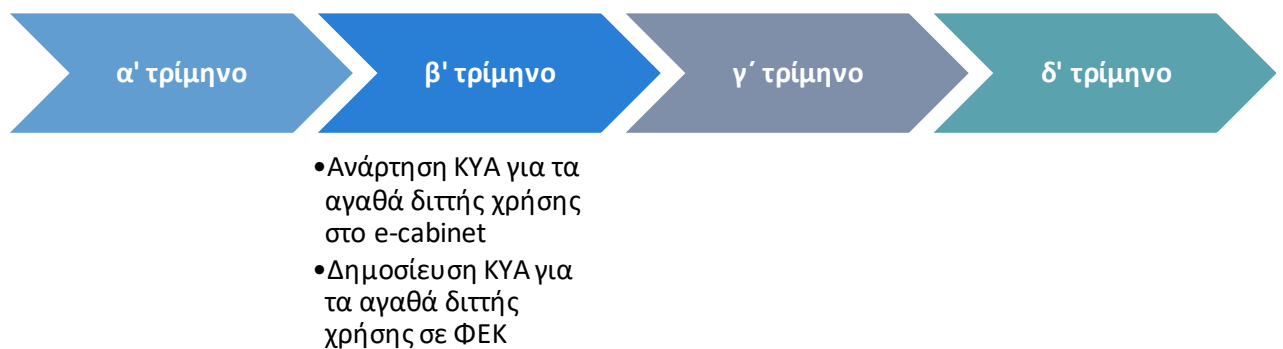 α' τρίμηνο
β' τρίμηνο
γ΄ τρίμηνο
δ' τρίμηνο
•Ανάρτηση ΚΥΑ για τα
αγαθά διττής χρήσης
στο e-cabinet
•Δημοσίευση ΚΥΑ για
τα αγαθά διττής
χρήσης σε ΦΕΚ